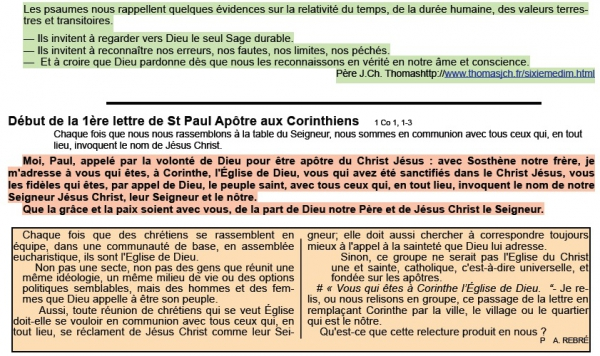 Les psaumes nous rappellent quelques évidences sur la relativité du temps, de la durée humaine, des valeurs terres-
tres et transitoires.
— Ils invitent à regarder vers Dieu le seul Sage durable.
— Ils invitent à reconnaître nos erreurs, nos fautes, nos limites, nos péchés.
— Et à croire que Dieu pardonne dès que nous les reconnaissons en vérité en notre âme et conscience.
Père J.Ch. Thomashttp://www.thomasjch.fr/sixiemedim.html
Début de la 1ère lettre de St Paul Apôtre aux Corinthiens 1 Co 1, 1-3
Chaque fois que nous nous rassemblons à la table du Seigneur, nous sommes en communion avec tous ceux qui, en tout
lieu, invoquent le nom de Jésus Christ.
Moi, Paul, appelé par la volonté de Dieu pour être apôtre du Christ Jésus : avec Sosthène notre frère, je
m'adresse à vous qui êtes, à Corinthe, l'Église de Dieu, vous qui avez été sanctifiés dans le Christ Jésus, vous
les fidèles qui êtes, par appel de Dieu, le peuple saint, avec tous ceux qui, en tout lieu, invoquent le nom de notre
Seigneur Jésus Christ, leur Seigneur et le nôtre.
Que la grâce et la paix soient avec vous, de la part de Dieu notre Père et de Jésus Christ le Seigneur.
Chaque fois que des chrétiens se rassemblent en
équipe, dans une communauté de base, en assemblée
eucharistique, ils sont l'Eglise de Dieu.
Non pas une secte, non pas des gens que réunit une
même idéologie, un même milieu de vie ou des options
politiques semblables, mais des hommes et des fem-
mes que Dieu appelle à être son peuple.
Aussi, toute réunion de chrétiens qui se veut Église
doit-elle se vouloir en communion avec tous ceux qui, en
tout lieu, se réclament de Jésus Christ comme leur Sei-
gneur; elle doit aussi chercher à correspondre toujours
mieux à l'appel à la sainteté que Dieu lui adresse.
Sinon, ce groupe ne serait pas l'Eglise du Christ
une et sainte, catholique, c'est-à-dire universelle, et
fondée sur les apôtres.
# « Vous qui êtes à Corinthe l'Église de Dieu. "- Je re-
lis, ou nous relisons en groupe, ce passage de la lettre en
remplaçant Corinthe par la ville, le village ou le quartier
qui est le nôtre.
Qu'est-ce que cette relecture produit en nous ?
P A. REBRÉ